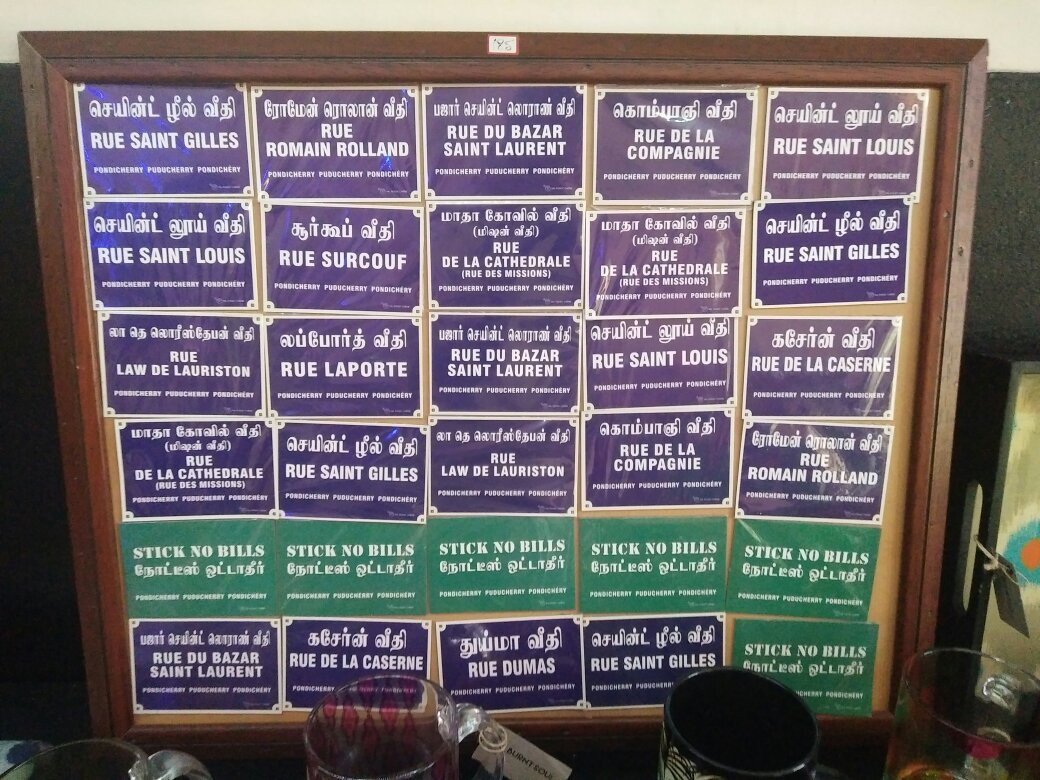 செயின்ட் ழீல் வீதி
RUE SAINT GILLES
PONDICHERRY PUDUCHERRY PONDICHÉRY
ரோமேன் ரொலான் வீதி
RUE
ROMAIN ROLLAND
PONDICHERRY PUDUCHERRY PONDICHÉRY
பஜார் செயின்ட் லொராண் வீதி
RUE DU BAZAR
SAINT LAURENT
PONDICHERRY PUDUCHERRY PONDICHÉRY
கொம்பாஞி வீதி
RUE DE LA
COMPAGNIE
PONDICHERRY PUDUCHERRY PONDICHÉRY
செயின்ட் லூய் வீதி
RUE SAINT LOUIS
PONDICHERRY PUDUCHERRY PONDICHÉRY
செயின்ட் லூய் வீதி
RUE SAINT LOUIS
PONDICHERRY PUDUCHERRY PONDICHÉRY
சூர்கூப் வீதி
RUE SURCOUF
PONDICHERRY PUDUCHERRY PONDICHÉRY
மாதா கோவில் வீதி
(மிஷன் வீதி)
RUE
DE LA CATHEDRALE
(RUE DES MISSIONS)
PONDICHERRY PUDUCHERRY PONDICHÉRY
மாதா கோவில் வீதி
(மிஷன் வீதி)
RUE
DE LA CATHEDRALE
(RUE DES MISSIONS)
PONDICHERRY PUDUCHERRY PONDICHÉRY
செயின்ட் ழீல் வீதி
RUE SAINT GILLES
PONDICHERRY PUDUCHERRY PONDICHÉRY
லா தெ லொரீஸ்தேபன் வீதி
RUE
LAW DE LAURISTON
PONDICHERRY PUDUCHERRY PONDICHÉRY
லப்போர்த் வீதி
RUE LAPORTE
PONDICHERRY PUDUCHERRY PONDICHÉRY
பஜார் செயின்ட் லொராண் வீதி
RUE DU BAZAR
SAINT LAURENT
PONDICHERRY PUDUCHERRY PONDICHÉRY
செயின்ட் லூய் வீதி
RUE SAINT LOUIS
PONDICHERRY PUDUCHERRY PONDICHÉRY
கசேர்ன் வீதி
RUE DE LA CASERNE
PONDICHERRY PUDUCHERRY PONDICHÉRY
மாதா கோவில் வீதி
(மிஷன் வீதி)
RUE
DE LA CATHEDRALE
(RUE DES MISSIONS)
PONDICHERRY PUDUCHERRY PONDICHÉRY
செயின்ட் ழீல் வீதி
RUE SAINT GILLES
PONDICHERRY PUDUCHERRY PONDICHÉRY
லா தெ லொரீஸ்தேபன் வீதி
RUE
LAW DE LAURISTON
PONDICHERRY PUDUCHERRY PONDICHÉRY
கொம்பாஞி வீதி
RUE DE LA
COMPAGNIE
PONDICHERRY PUDUCHERRY PONDICHÉRY
ரோமேன் ரொலான் வீதி
RUE
ROMAIN ROLLAND
PONDICHERRY PUDUCHERRY PONDICHÉRY
STICK NO BILLS
நோட்டீஸ் ஒட்டாதீர்
PONDICHERRY PUDUCHERRY PONDICHÉRY
STICK NO BILLS
நோட்டீஸ் ஒட்டாதீர்
PONDICHERRY PUDUCHERRY PONDICHÉRY
STICK NO BILLS
நோட்டீஸ் ஒட்டாதீர்
PONDICHERRY PUDUCHERRY PONDICHÉRY
STICK NO BILLS
நோட்டீஸ் ஒட்டாதீர்
PONDICHERRY PUDUCHERRY PONDICHÉRY
STICK NO BILLS
நோட்டீஸ் ஒட்டாதீர்
PONDICHERRY PUDUCHERRY PONDICHÉRY
பஜார் செயின்ட் லொராண் வீதி
RUE DU BAZAR
SAINT LAURENT
PONDICHERRY PUDUCHERRY PONDICHÉRY
கசேர்ன் வீதி
RUE DE LA CASERNE
PONDICHERRY PUDUCHERRY PONDICHÉRY
துய்மா வீதி
RUE DUMAS
PONDICHERRY PUDUCHERRY PONDICHÉRY
செயின்ட் ழீல் வீதி
RUE SAINT GILLES
PONDICHERRY
STICK NO BILLS
நோட்டீஸ் ஒட்டாதீர்
PUDUCHERRY PONDICHÉRY
BURNT SOUL